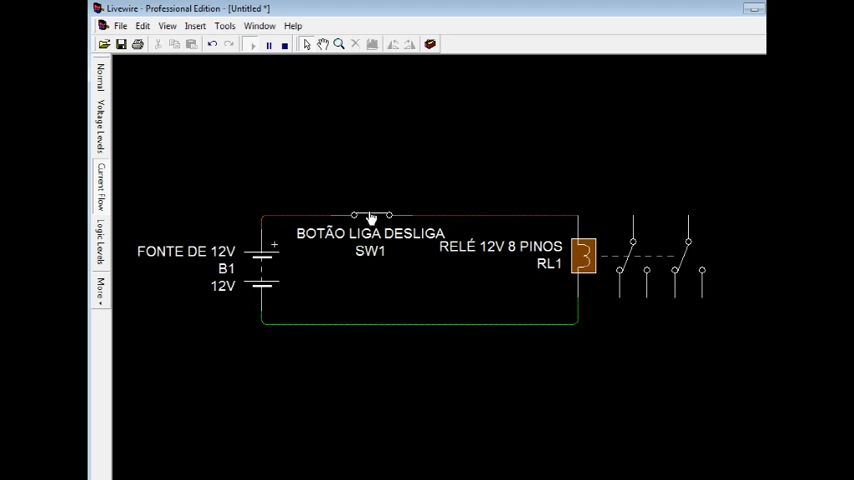 Livewire - Professional Edition - [Untitled *]
File Edit View Insert Tools Window Help
Normal
Voltage Levels
Current Flow
Logic Levels
More
BOTÃO LIGA DESLIGA
SW1
FONTE DE 12V
B1
12V
+
RELÉ 12V 8 PINOS
RL1